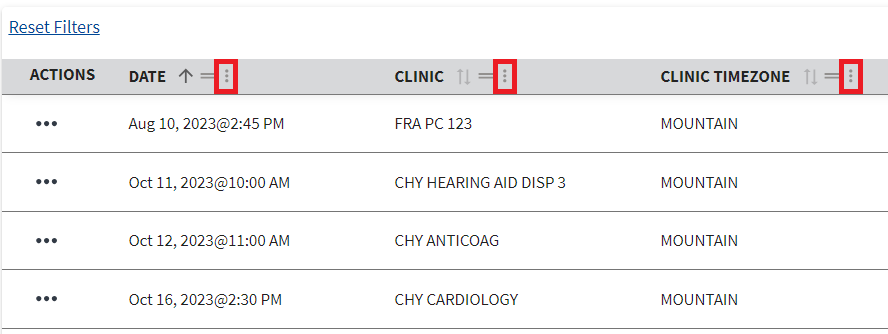 Reset Filters
ACTIONS DATE CLINIC CLINIC TIMEZONE
Aug 10, 2023@2:45 PM FRA PC 123 MOUNTAIN
Oct 11, 2023@10:00 AM CHY HEARING AID DISP 3 MOUNTAIN
Oct 12, 2023@11:00 AM CHY ANTICOAG MOUNTAIN
Oct 16, 2023@2:30 PM CHY CARDIOLOGY MOUNTAIN